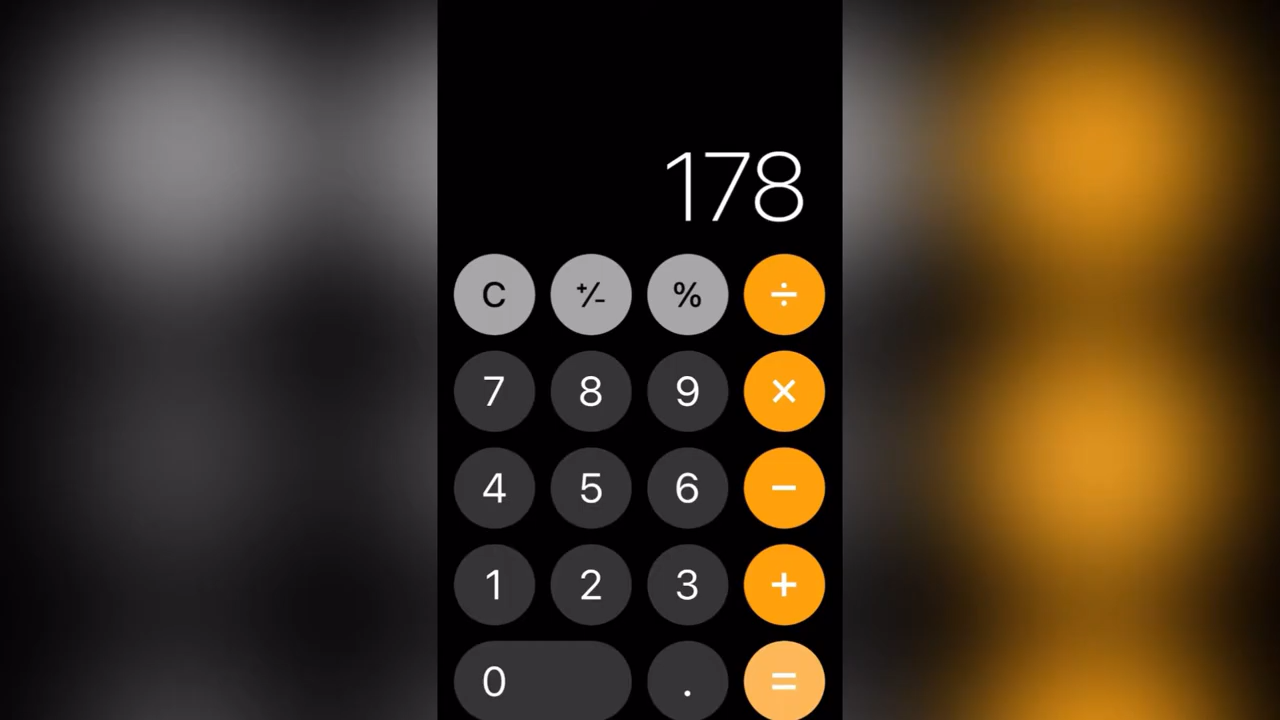 178
C +/- % ÷
7 8 9 ×
4 5 6 −
1 2 3 +
0 . =